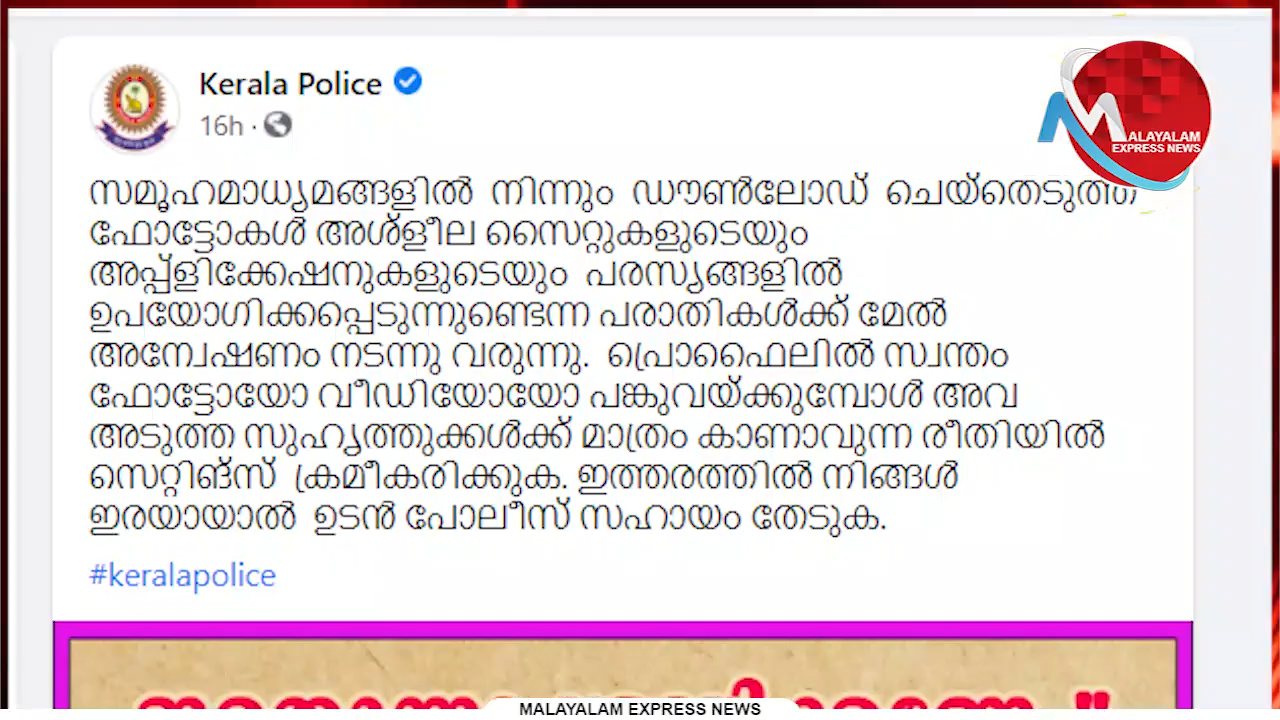 Kerala Police
16h ·
MALAYALAM
EXPRESS NEWS
സമൂഹമാധ്യമങ്ങളിൽ നിന്നും ഡൗൺലോഡ് ചെയ്തെടുത്ത
ഫോട്ടോകൾ അശ്ളീല സൈറ്റുകളുടെയും
അപ്പ്ളിക്കേഷനുകളുടെയും പരസ്യങ്ങളിൽ
ഉപയോഗിക്കപ്പെടുന്നുണ്ടെന്ന പരാതികൾക്ക് മേൽ
അന്വേഷണം നടന്നു വരുന്നു. പ്രൊഫൈലിൽ സ്വന്തം
ഫോട്ടോയോ വീഡിയോയോ പങ്കുവയ്ക്കുമ്പോൾ അവ
അടുത്ത സുഹൃത്തുക്കൾക്ക് മാത്രം കാണാവുന്ന രീതിയിൽ
സെറ്റിങ്സ് ക്രമീകരിക്കുക. ഇത്തരത്തിൽ നിങ്ങൾ
ഇരയായാൽ ഉടൻ പോലീസ് സഹായം തേടുക.
#keralapolice
MALAYALAM EXPRESS NEWS